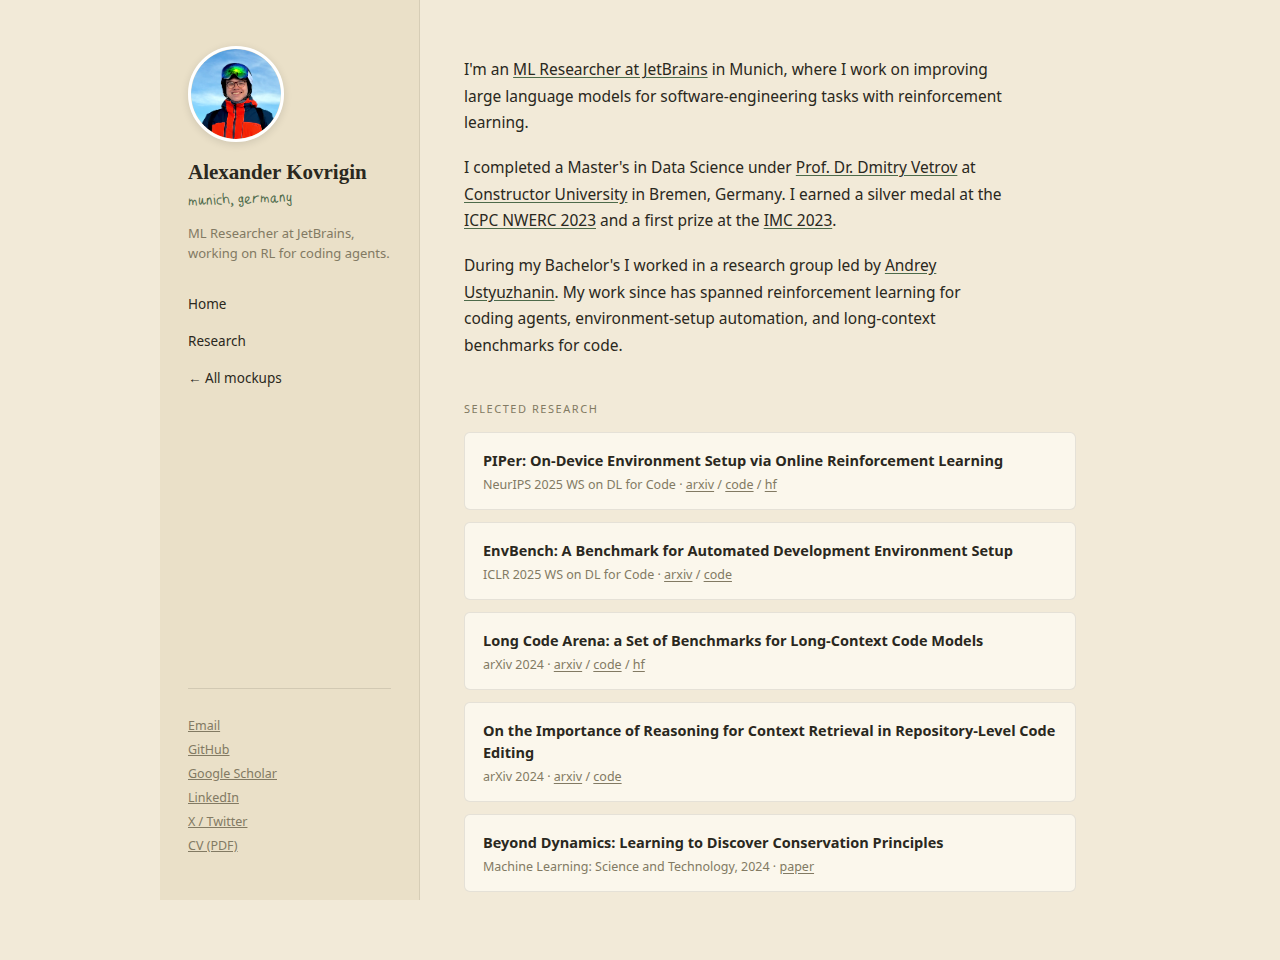 Alexander Kovrigin
munich, germany
ML Researcher at JetBrains,
working on RL for coding agents.
Home
Research
← All mockups
Email
GitHub
Google Scholar
LinkedIn
X / Twitter
CV (PDF)
I'm an ML Researcher at JetBrains in Munich, where I work on improving
large language models for software-engineering tasks with reinforcement
learning.
I completed a Master's in Data Science under Prof. Dr. Dmitry Vetrov at
Constructor University in Bremen, Germany. I earned a silver medal at the
ICPC NWERC 2023 and a first prize at the IMC 2023.
During my Bachelor's I worked in a research group led by Andrey
Ustyuzhanin. My work since has spanned reinforcement learning for
coding agents, environment-setup automation, and long-context
benchmarks for code.
SELECTED RESEARCH
PIPer: On-Device Environment Setup via Online Reinforcement Learning
NeurIPS 2025 WS on DL for Code · arxiv / code / hf
EnvBench: A Benchmark for Automated Development Environment Setup
ICLR 2025 WS on DL for Code · arxiv / code
Long Code Arena: a Set of Benchmarks for Long-Context Code Models
arXiv 2024 · arxiv / code / hf
On the Importance of Reasoning for Context Retrieval in Repository-Level Code
Editing
arXiv 2024 · arxiv / code
Beyond Dynamics: Learning to Discover Conservation Principles
Machine Learning: Science and Technology, 2024 · paper